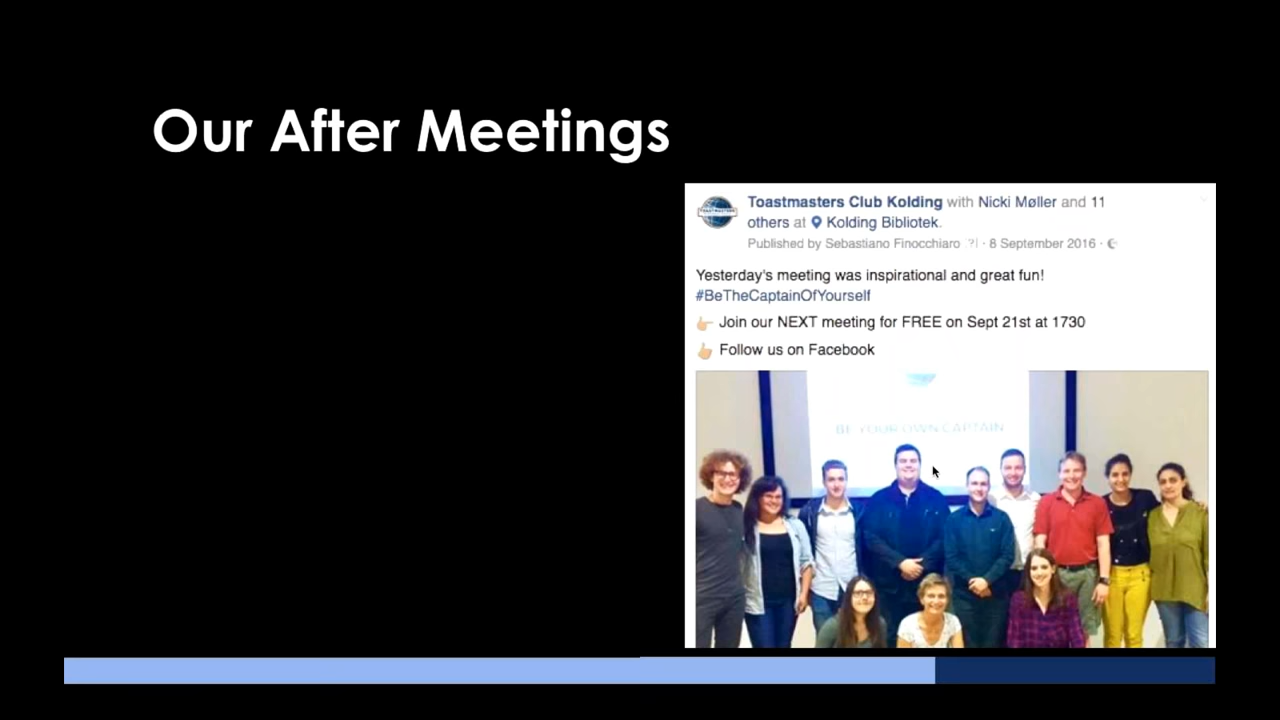 Our After Meetings
TOASTMASTERS
Toastmasters Club Kolding with Nicki Møller and 11
others at Kolding Bibliotek.
Published by Sebastiano Finocchiaro [?] · 8 September 2016 ·
Yesterday's meeting was inspirational and great fun!
#BeTheCaptainOfYourself
Join our NEXT meeting for FREE on Sept 21st at 1730
Follow us on Facebook
BE YOUR OWN CAPTAIN